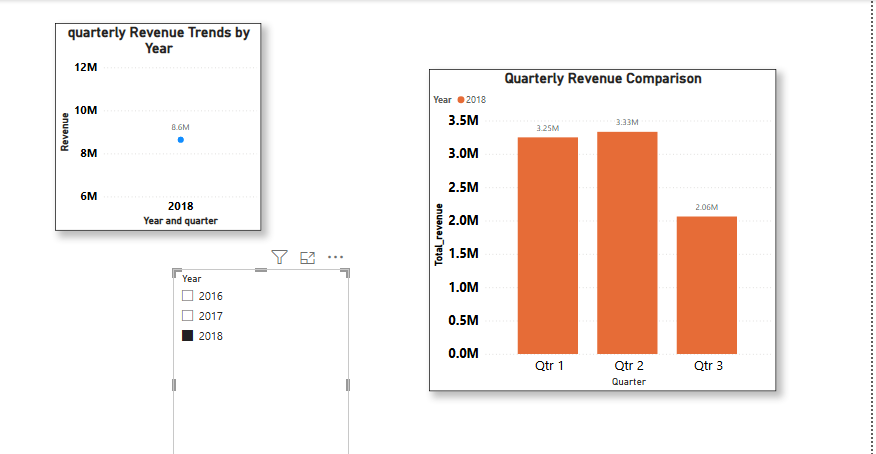 quarterly Revenue Trends by
Year
12M
10M
8M
6M
Revenue
8.6M
2018
Year and quarter
Year
2016
2017
2018
Quarterly Revenue Comparison
Year 2018
3.5M
3.0M
2.5M
2.0M
1.5M
1.0M
0.5M
0.0M
Total_revenue
3.25M
3.33M
2.06M
Qtr 1 Qtr 2 Qtr 3
Quarter